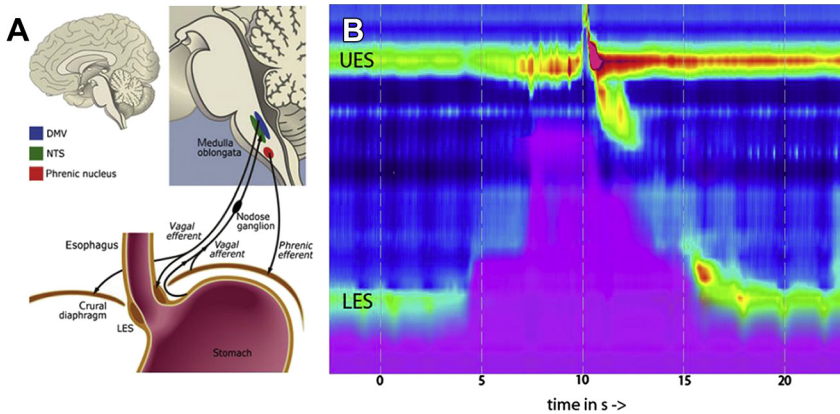 A
DMV
NTS
Phrenic nucleus
Medulla
oblongata
Nodose
ganglion
Vagal
efferent
Vagal
afferent
Phrenic
efferent
Esophagus
Crural
diaphragm
LES
Stomach
B
UES
LES
0 5 10 15 20
time in s ->